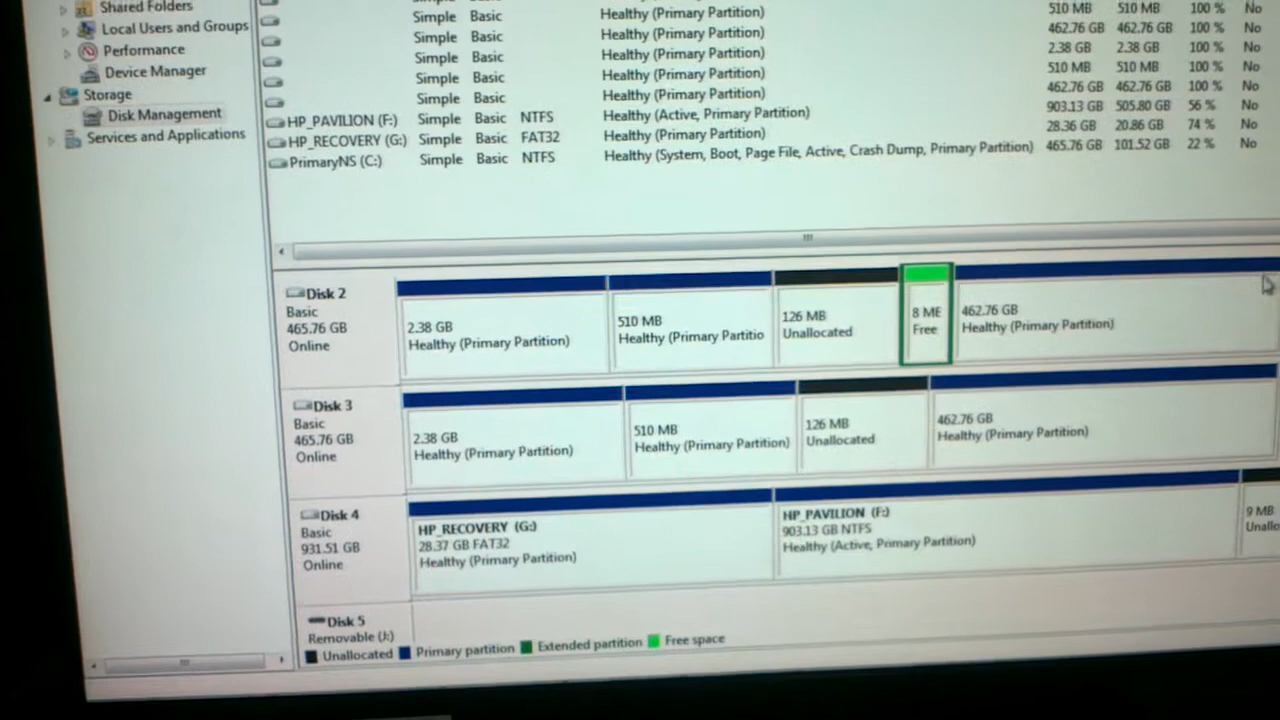 Shared Folders
Local Users and Groups
Performance
Device Manager
Storage
Disk Management
Services and Applications
Simple Basic Healthy (Primary Partition) 510 MB 510 MB 100 % No
Simple Basic Healthy (Primary Partition) 462.76 GB 462.76 GB 100 % No
Simple Basic Healthy (Primary Partition) 2.38 GB 2.38 GB 100 % No
Simple Basic Healthy (Primary Partition) 510 MB 510 MB 100 % No
Simple Basic Healthy (Primary Partition) 462.76 GB 462.76 GB 100 % No
HP_PAVILION (F:) Simple Basic NTFS Healthy (Active, Primary Partition) 903.13 GB 505.80 GB 56 % No
HP_RECOVERY (G:) Simple Basic FAT32 Healthy (Primary Partition) 28.36 GB 20.86 GB 74 % No
PrimaryNS (C:) Simple Basic NTFS Healthy (System, Boot, Page File, Active, Crash Dump, Primary Partition) 465.76 GB 101.52 GB 22 % No
Disk 2
Basic
465.76 GB
Online
2.38 GB
Healthy (Primary Partition)
510 MB
Healthy (Primary Partitio
126 MB
Unallocated
8 ME
Free
462.76 GB
Healthy (Primary Partition)
Disk 3
Basic
465.76 GB
Online
2.38 GB
Healthy (Primary Partition)
510 MB
Healthy (Primary Partition)
126 MB
Unallocated
462.76 GB
Healthy (Primary Partition)
Disk 4
Basic
931.51 GB
Online
HP_RECOVERY (G:)
28.37 GB FAT32
Healthy (Primary Partition)
HP_PAVILION (F:)
903.13 GB NTFS
Healthy (Active, Primary Partition)
9 MB
Unallo
Disk 5
Removable (J:)
Unallocated Primary partition Extended partition Free space